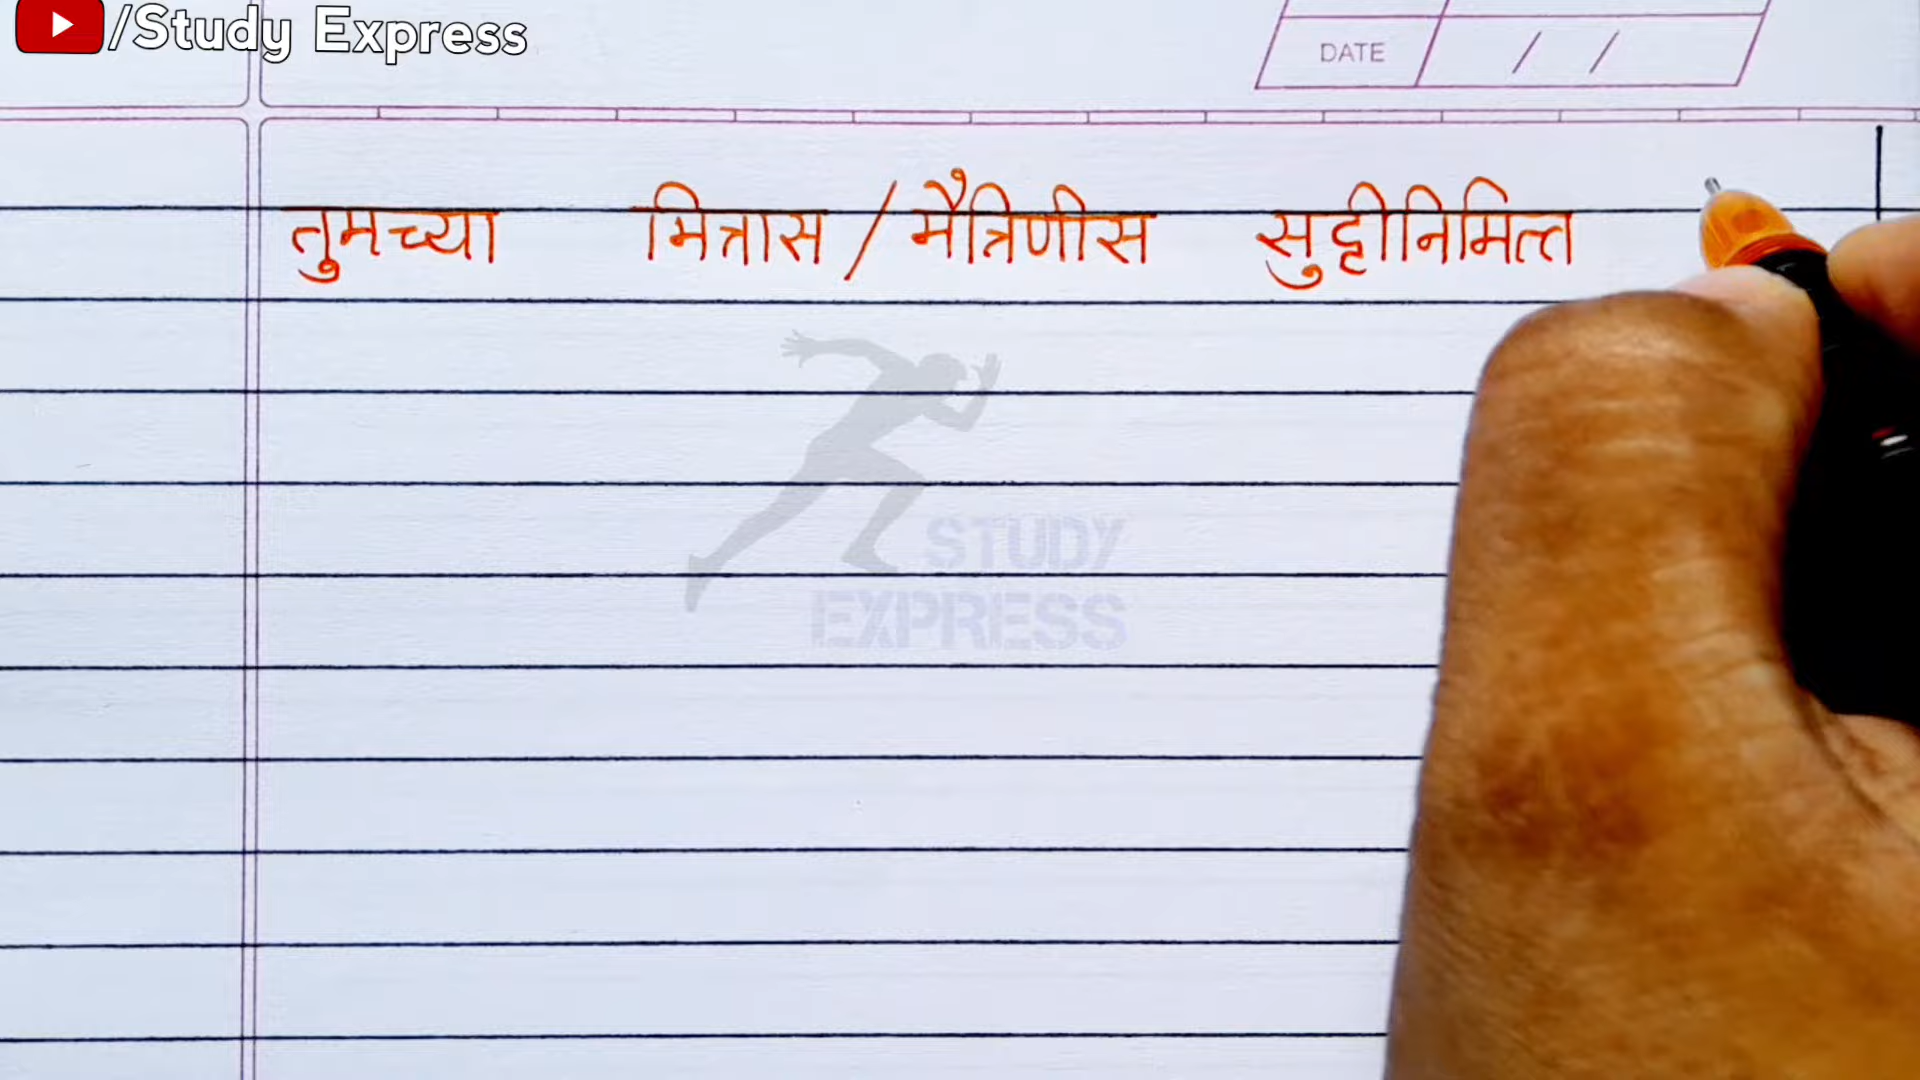 /Study Express
DATE / /
तुमच्या मित्रास/मैत्रिणीस सुट्टीनिमित्त
STUDY
EXPRESS